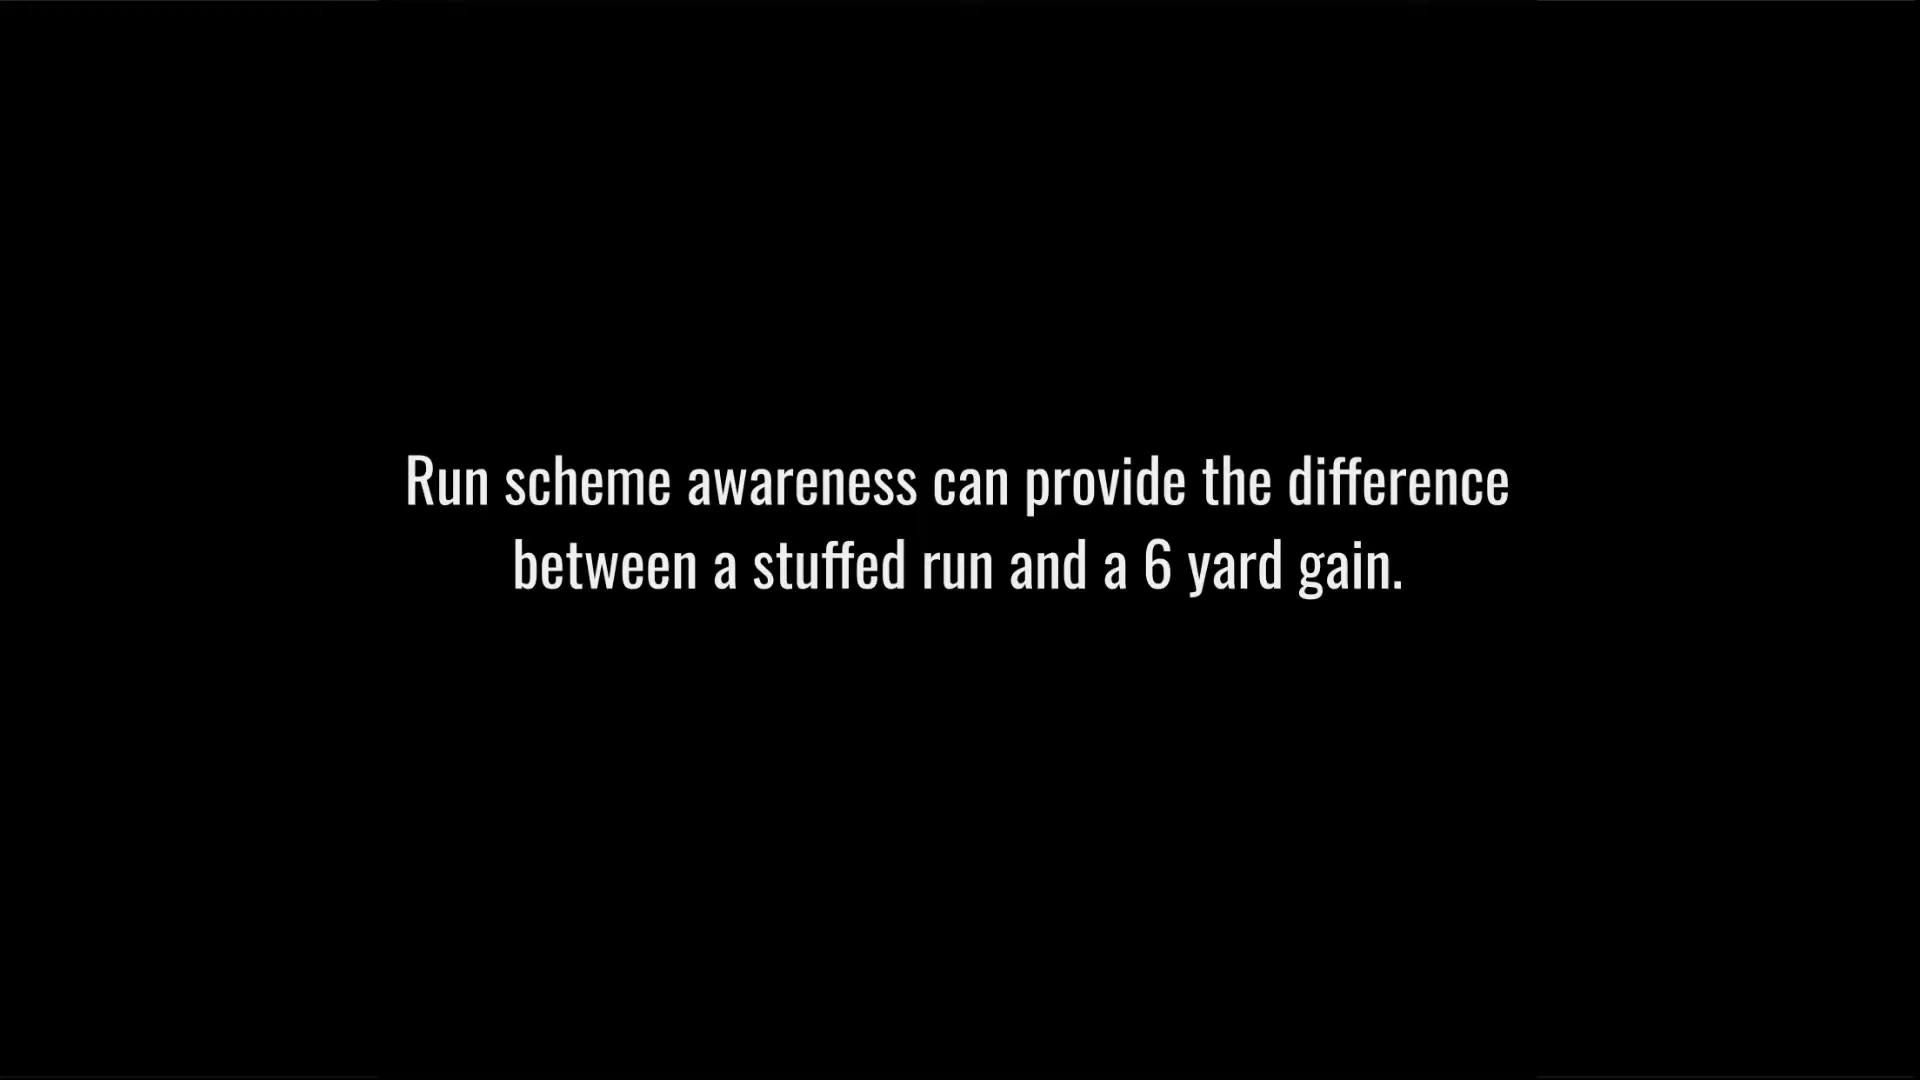 Run scheme awareness can provide the difference
between a stuffed run and a 6 yard gain.